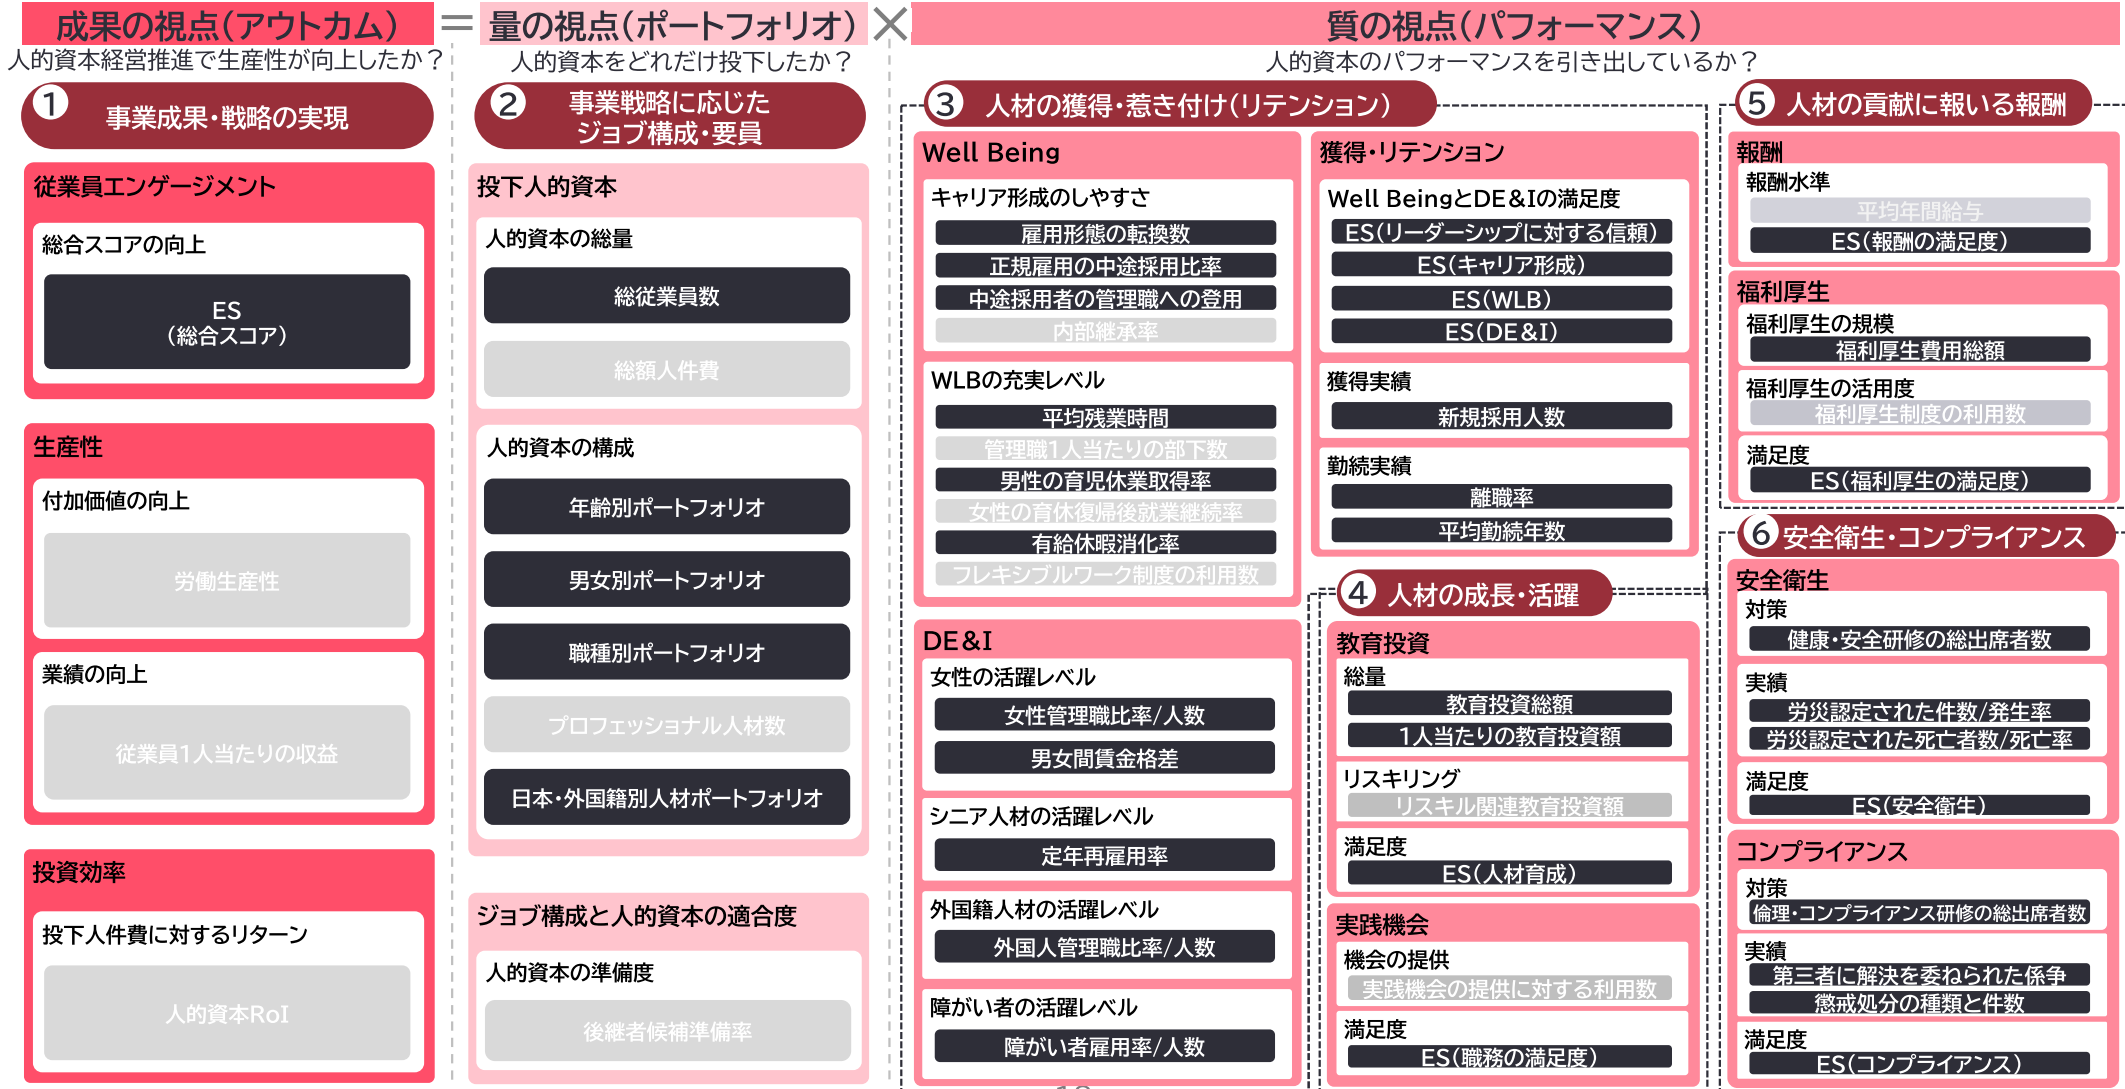 成果の視点(アウトカム)
=
量の視点(ポートフォリオ)
×
質の視点(パフォーマンス)
人的資本経営推進で生産性が向上したか？
人的資本をどれだけ投下したか？
人的資本のパフォーマンスを引き出しているか？
1
事業成果・戦略の実現
従業員エンゲージメント
総合スコアの向上
ES
(総合スコア)
生産性
付加価値の向上
労働生産性
業績の向上
従業員1人当たりの収益
投資効率
投下人件費に対するリターン
人的資本RoI
2
事業戦略に応じた
ジョブ構成・要員
投下人的資本
人的資本の総量
総従業員数
総額人件費
人的資本の構成
年齢別ポートフォリオ
男女別ポートフォリオ
職種別ポートフォリオ
プロフェッショナル人材数
日本・外国籍別人材ポートフォリオ
ジョブ構成と人的資本の適合度
人的資本の準備度
後継者候補準備率
3
人材の獲得・惹き付け(リテンション)
Well Being
キャリア形成のしやすさ
雇用形態の転換数
正規雇用の中途採用比率
中途採用者の管理職への登用
内部継承率
WLBの充実レベル
平均残業時間
管理職1人当たりの部下数
男性の育児休業取得率
女性の育休復帰後就業継続率
有給休暇消化率
フレキシブルワーク制度の利用数
DE&I
女性の活躍レベル
女性管理職比率/人数
男女間賃金格差
シニア人材の活躍レベル
定年再雇用率
外国籍人材の活躍レベル
外国人管理職比率/人数
障がい者の活躍レベル
障がい者雇用率/人数
獲得・リテンション
Well BeingとDE&Iの満足度
ES(リーダーシップに対する信頼)
ES(キャリア形成)
ES(WLB)
ES(DE&I)
獲得実績
新規採用人数
勤続実績
離職率
平均勤続年数
4
人材の成長・活躍
教育投資
総量
教育投資総額
1人当たりの教育投資額
リスキリング
リスキル関連教育投資額
満足度
ES(人材育成)
実践機会
機会の提供
実践機会の提供に対する利用数
満足度
ES(職務の満足度)
5
人材の貢献に報いる報酬
報酬
報酬水準
平均年間給与
ES(報酬の満足度)
福利厚生
福利厚生の規模
福利厚生費用総額
福利厚生の活用度
福利厚生制度の利用数
満足度
ES(福利厚生の満足度)
6
安全衛生・コンプライアンス
安全衛生
対策
健康・安全研修の総出席者数
実績
労災認定された件数/発生率
労災認定された死亡者数/死亡率
満足度
ES(安全衛生)
コンプライアンス
対策
倫理・コンプライアンス研修の総出席者数
実績
第三者に解決を委ねられた係争
懲戒処分の種類と件数
満足度
ES(コンプライアンス)